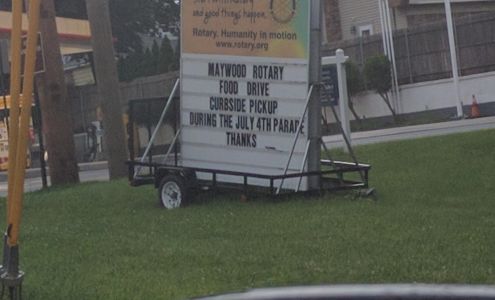 and good things happen.
Rotary. Humanity in motion
www.rotary.org
MAYWOOD ROTARY
FOOD DRIVE
CURBSIDE PICKUP
DURING THE JULY 4TH PARADE
THANKS